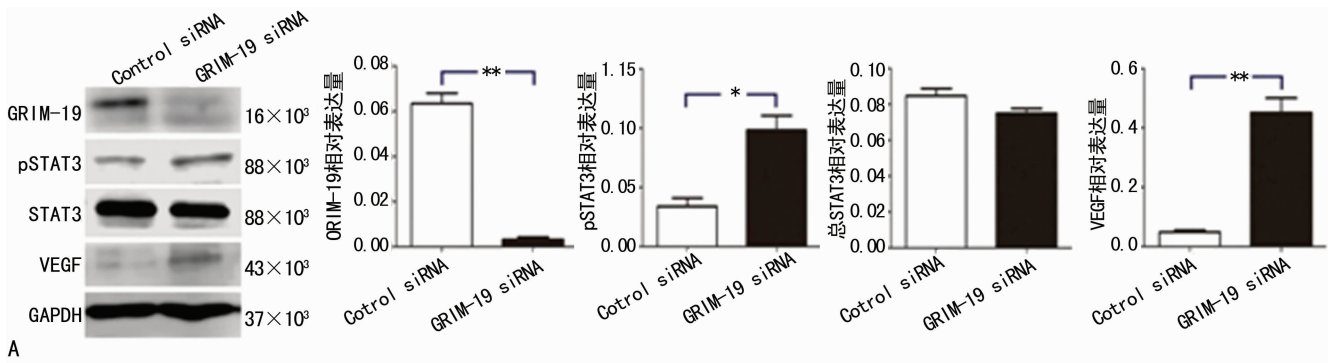 Control siRNA
GRIM-19 siRNA
GRIM-19
16×10³
pSTAT3
88×10³
STAT3
88×10³
VEGF
43×10³
GAPDH
37×10³
A
ORIM-19相对表达量
0.08
0.06
0.04
0.02
0.00
**
Cotrol siRNA
GRIM-19 siRNA
pSTAT3相对表达量
1.15
0.10
0.05
0.00
*
Cotrol siRNA
GRIM-19 siRNA
总STAT3相对表达量
0.10
0.08
0.06
0.04
0.02
0.00
Cotrol siRNA
GRIM-19 siRNA
VEGF相对表达量
0.6
0.4
0.2
0.0
**
Cotrol siRNA
GRIM-19 siRNA